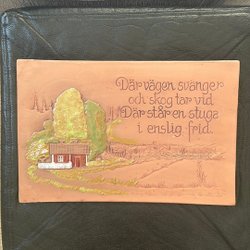 Där vägen svänger
och skog tar vid
Där står en stuga
i enslig frid.